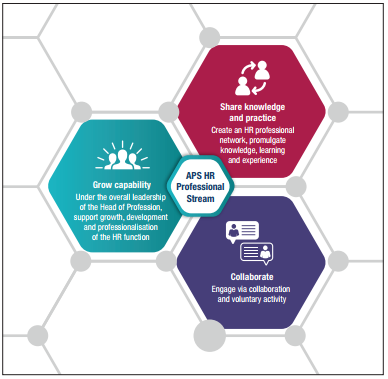 Share knowledge
and practice
Create an HR professional
network, promulgate
knowledge, learning
and experience
APS HR
Professional
Stream
Grow capability
Under the overall leadership
of the Head of Profession,
support growth, development
and professionalisation
of the HR function
Collaborate
Engage via collaboration
and voluntary activity